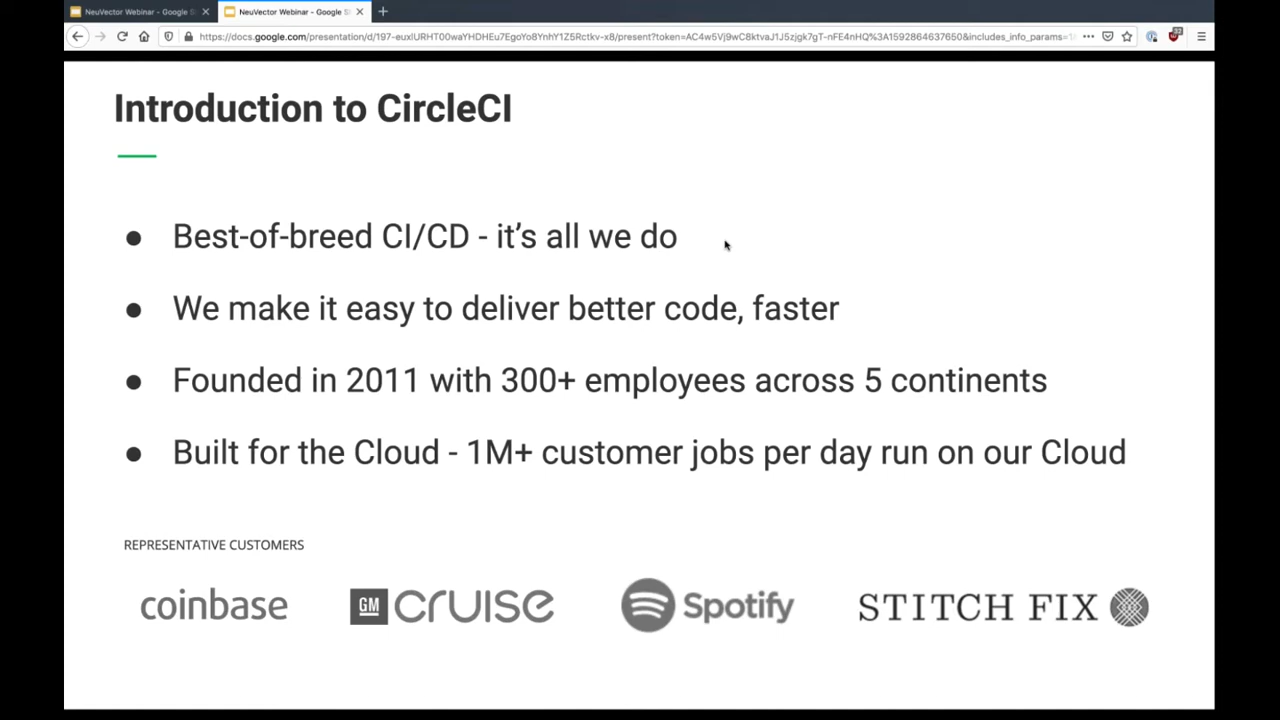 NeuVector Webinar - Google S
NeuVector Webinar - Google S
Introduction to CircleCI
● Best-of-breed CI/CD - it's all we do
● We make it easy to deliver better code, faster
● Founded in 2011 with 300+ employees across 5 continents
● Built for the Cloud - 1M+ customer jobs per day run on our Cloud
REPRESENTATIVE CUSTOMERS
coinbase
GM cruise
Spotify
STITCH FIX